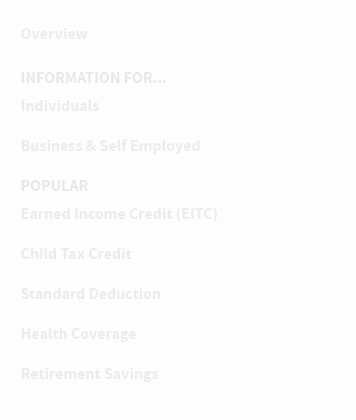 Overview
INFORMATION FOR...
Individuals
Business & Self Employed
POPULAR
Earned Income Credit (EITC)
Child Tax Credit
Standard Deduction
Health Coverage
Retirement Savings